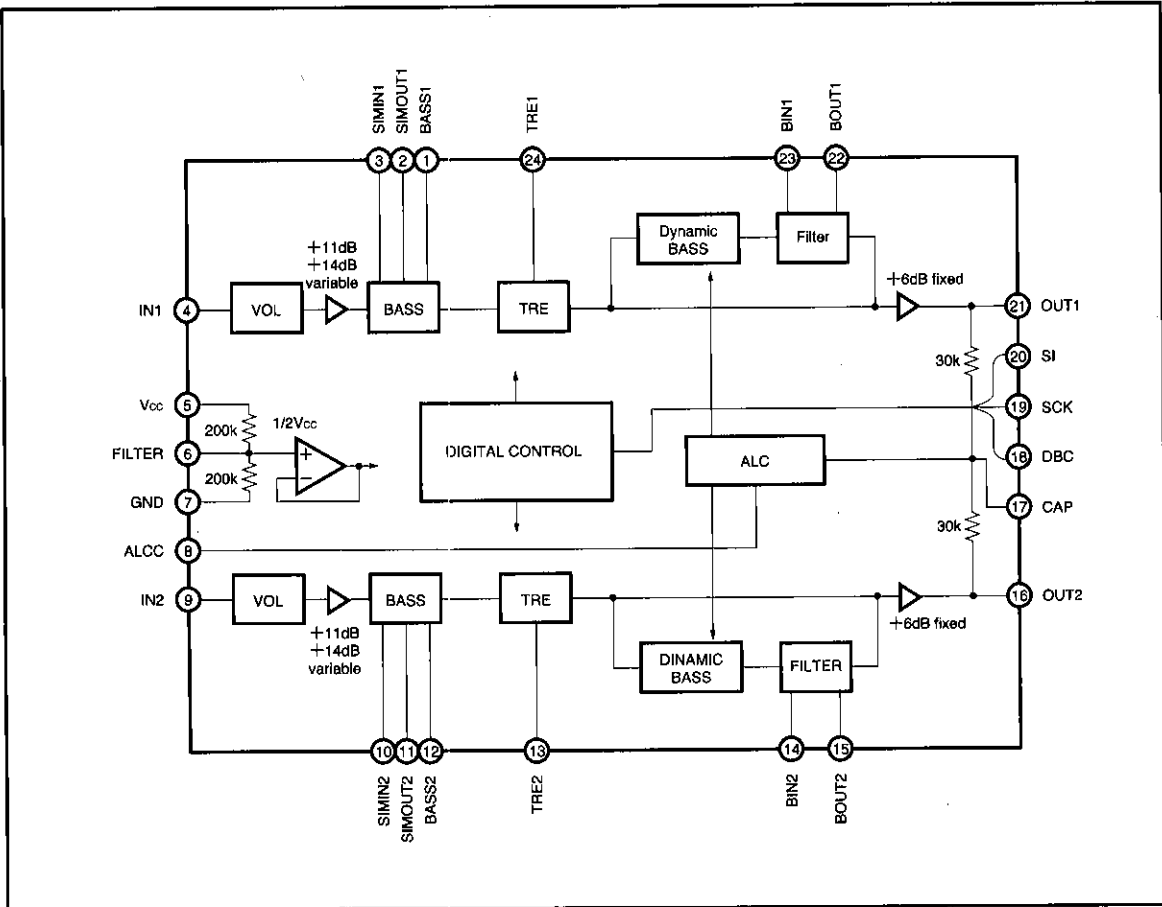 SIMIN1
SIMOUT1
BASS1
TRE1
BIN1
BOUT1
3
2
1
24
23
22
+11dB
+14dB
variable
Dynamic
BASS
Filter
+6dB fixed
IN1
4
VOL
BASS
TRE
21
OUT1
30k
20
SI
Vcc
5
200k
1/2Vcc
19
SCK
FILTER
6
+
−
DIGITAL CONTROL
ALC
18
DBC
200k
GND
7
17
CAP
30k
ALCC
8
IN2
9
VOL
BASS
TRE
16
OUT2
+11dB
+14dB
variable
+6dB fixed
DINAMIC
BASS
FILTER
10
11
12
13
14
15
SIMIN2
SIMOUT2
BASS2
TRE2
BIN2
BOUT2